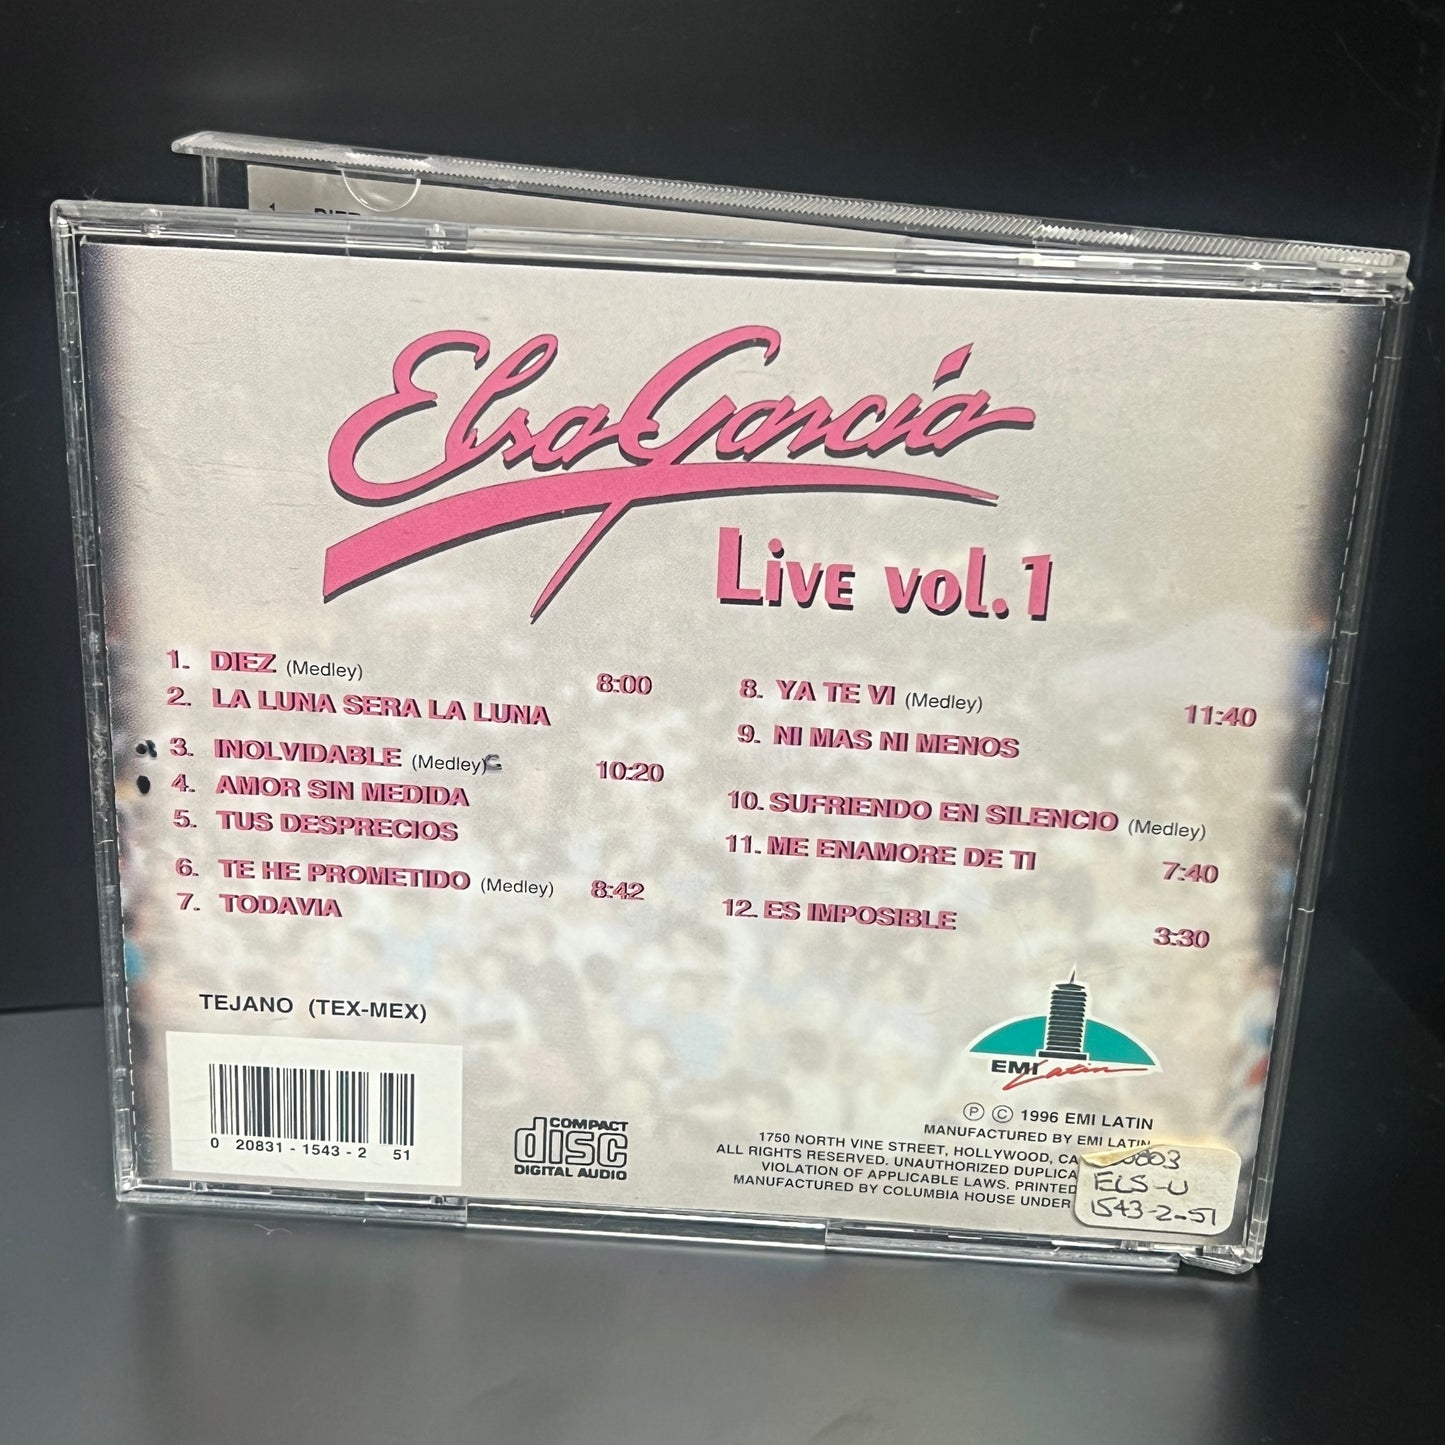 1. DIEZ
Elsa Garcia
Live vol.1
1. DIEZ (Medley) 8:00
2. LA LUNA SERA LA LUNA
3. INOLVIDABLE (Medley) 10:20
4. AMOR SIN MEDIDA
5. TUS DESPRECIOS
6. TE HE PROMETIDO (Medley) 8:42
7. TODAVIA
8. YA TE VI (Medley) 11:40
9. NI MAS NI MENOS
10. SUFRIENDO EN SILENCIO (Medley)
11. ME ENAMORE DE TI 7:40
12. ES IMPOSIBLE 3:30
TEJANO (TEX-MEX)
0 20831-1543-2 51
COMPACT
disc
DIGITAL AUDIO
EMI Latin
Ⓟ © 1996 EMI LATIN
MANUFACTURED BY EMI LATIN
1750 NORTH VINE STREET, HOLLYWOOD, CA
ALL RIGHTS RESERVED. UNAUTHORIZED
VIOLATION OF APPLICABLE LAWS. PRINTED
MANUFACTURED BY COLUMBIA HOUSE UNDER
ELS-U
1543-2-51